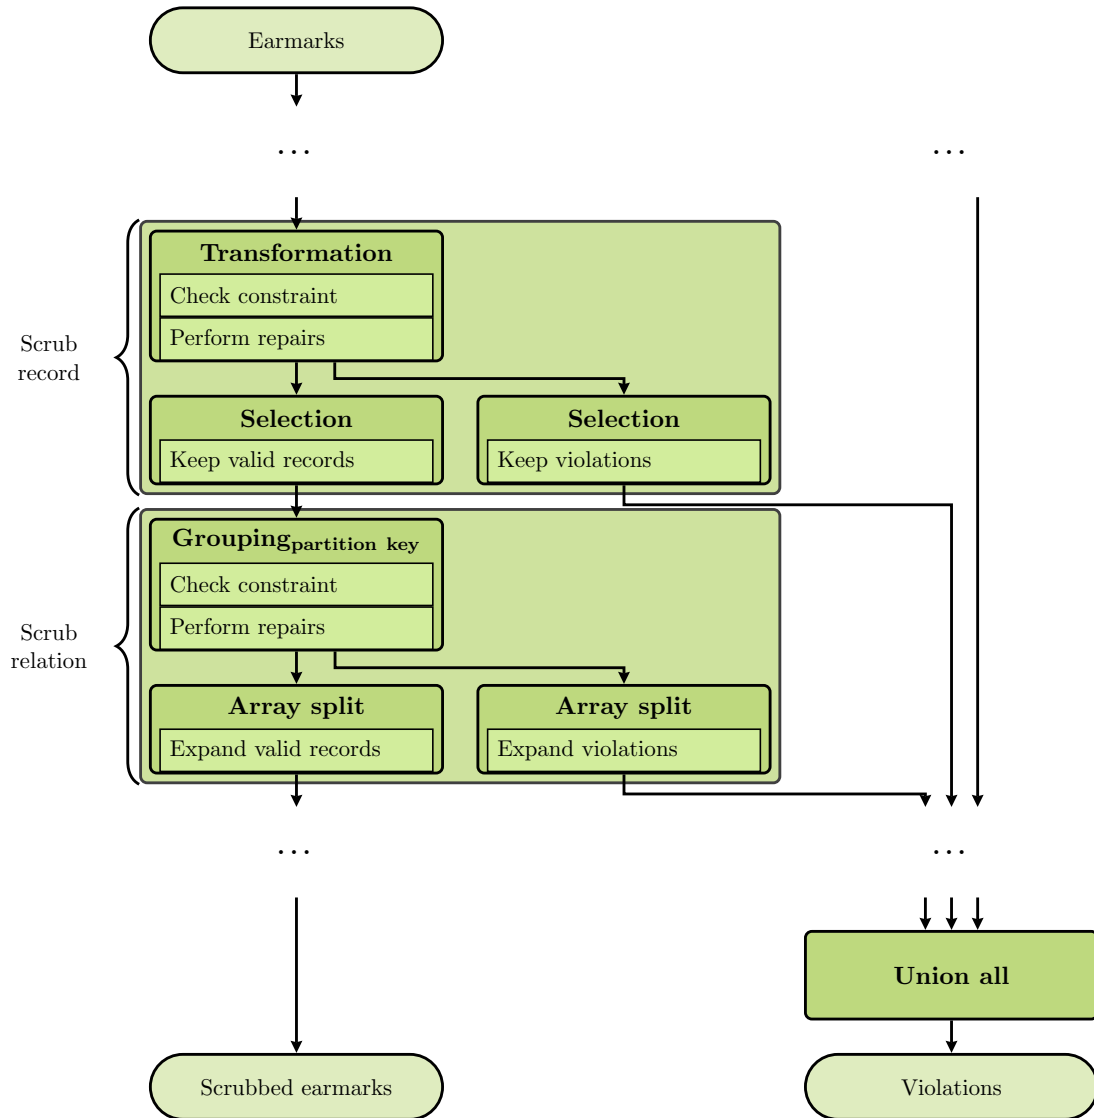 Earmarks
...
...
Transformation
Check constraint
Perform repairs
Scrub
record
Selection
Keep valid records
Selection
Keep violations
Grouping partition key
Check constraint
Perform repairs
Scrub
relation
Array split
Expand valid records
Array split
Expand violations
...
...
Union all
Scrubbed earmarks
Violations